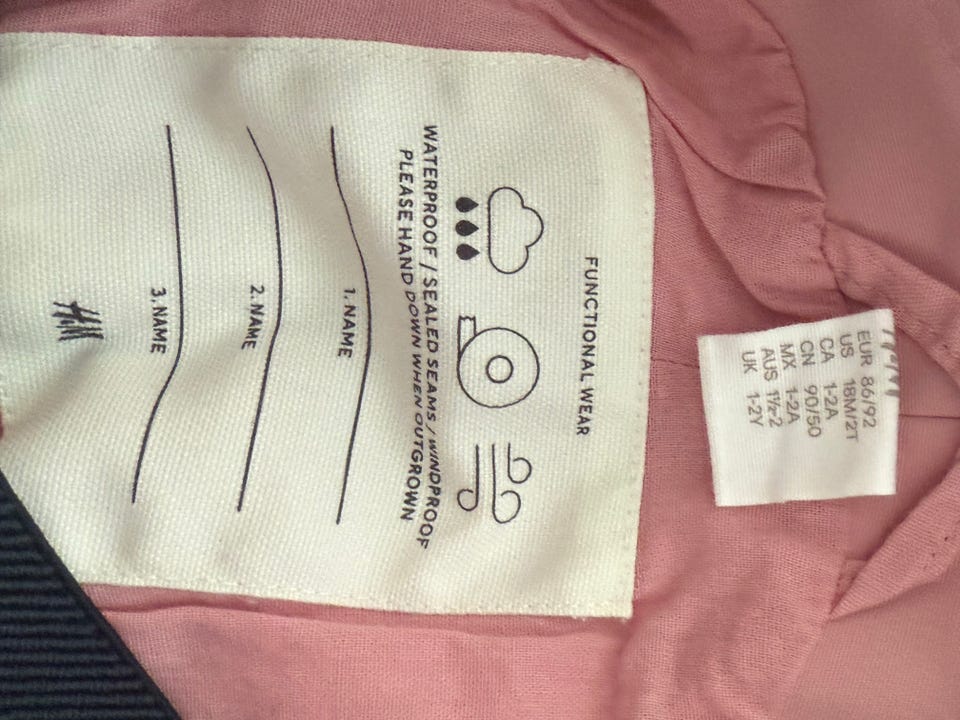 FUNCTIONAL WEAR
WATERPROOF / SEALED SEAMS / WINDPROOF
PLEASE HAND DOWN WHEN OUTGROWN
1. NAME
2. NAME
3. NAME
H&M
H&M
EUR 86/92
US 18M/2T
CA 1-2A
CN 90/50
MX 1-2A
AUS 1½-2
UK 1-2Y